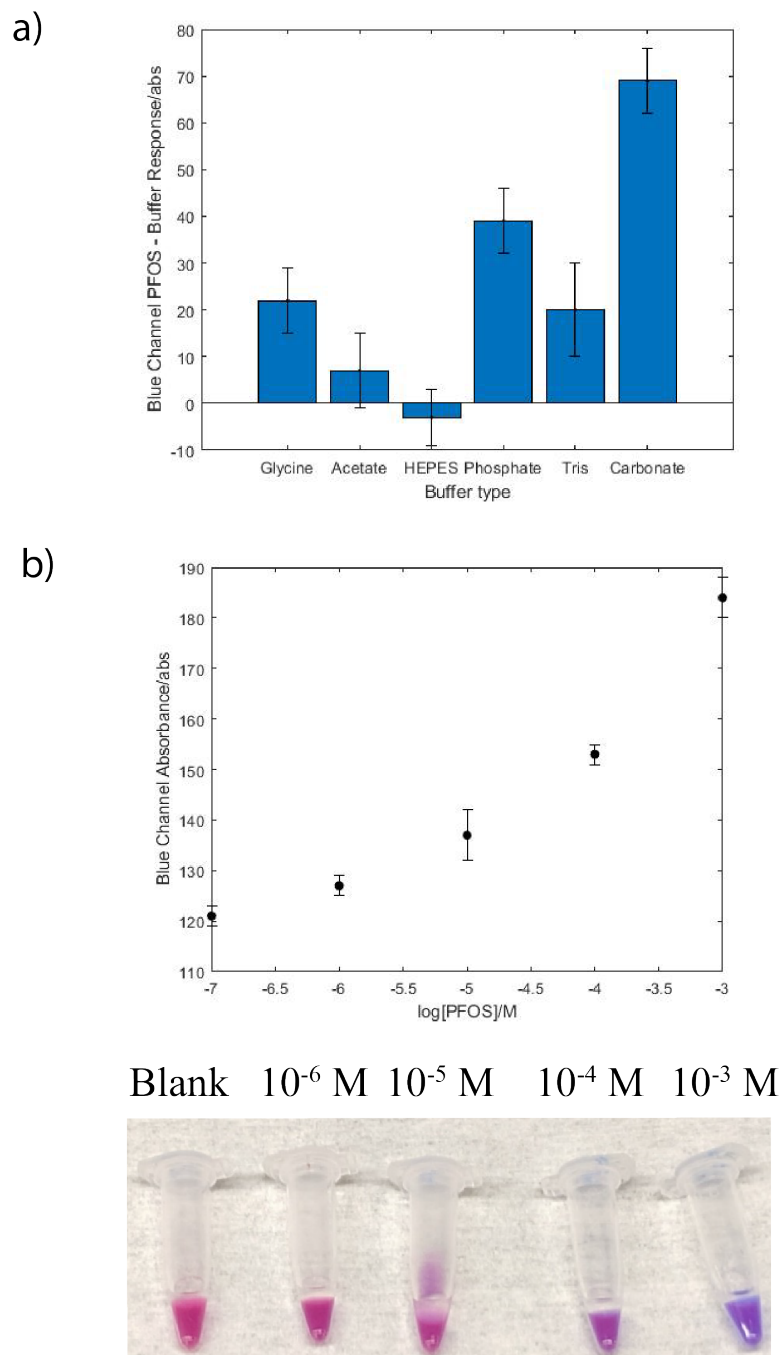 a)
80
70
60
50
40
30
20
10
0
-10
Blue Channel PFOS - Buffer Response/abs
Glycine Acetate HEPES Phosphate Tris Carbonate
Buffer type
b)
190
180
170
160
150
140
130
120
110
Blue Channel Absorbance/abs
-7 -6.5 -6 -5.5 -5 -4.5 -4 -3.5 -3
log[PFOS]/M
Blank 10⁻⁶ M 10⁻⁵ M 10⁻⁴ M 10⁻³ M